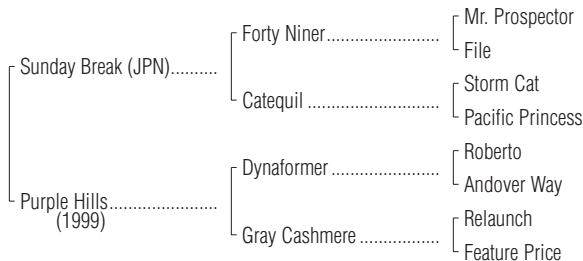 Mr. Prospector
Forty Niner........................
File
Sunday Break (JPN)..........
Storm Cat
Catequil ............................
Pacific Princess
Roberto
Dynaformer .......................
Andover Way
Purple Hills.......................
(1999)
Relaunch
Gray Cashmere .................
Feature Price